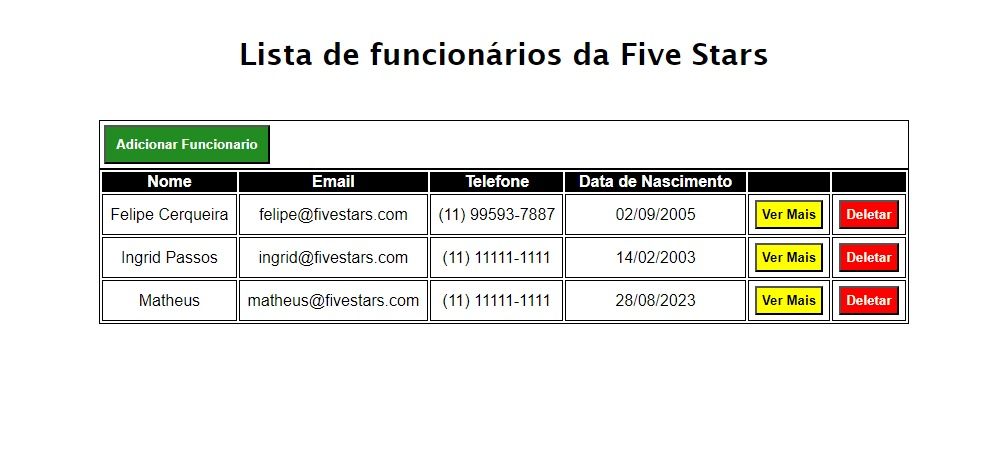 Lista de funcionários da Five Stars
Adicionar Funcionario
Nome Email Telefone Data de Nascimento
Felipe Cerqueira felipe@fivestars.com (11) 99593-7887 02/09/2005 Ver Mais Deletar
Ingrid Passos ingrid@fivestars.com (11) 11111-1111 14/02/2003 Ver Mais Deletar
Matheus matheus@fivestars.com (11) 11111-1111 28/08/2023 Ver Mais Deletar